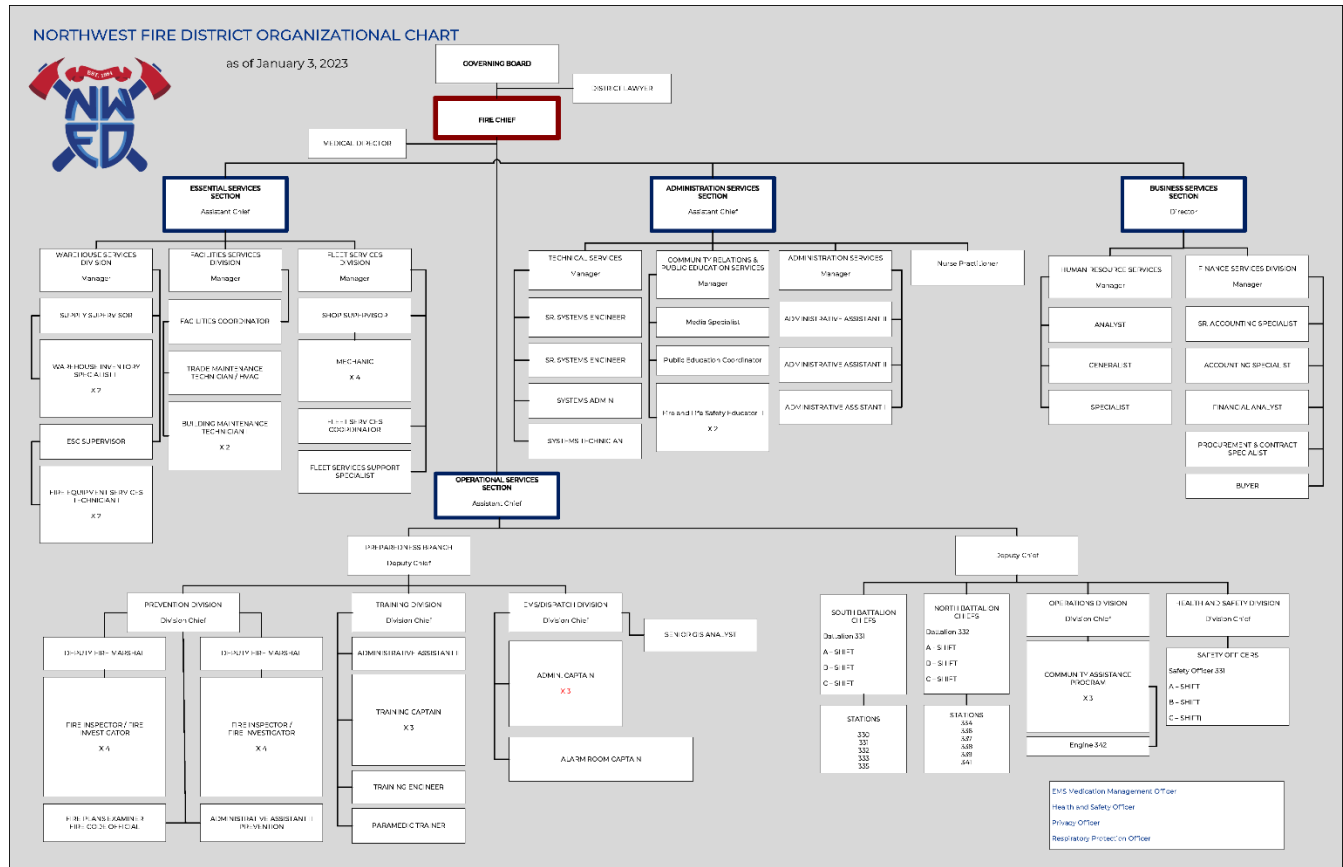 NORTHWEST FIRE DISTRICT ORGANIZATIONAL CHART
as of January 3, 2023
EST. 1984
NW
FD
GOVERNING BOARD
DISTRICT LAWYER
FIRE CHIEF
MEDICAL DIRECTOR
ESSENTIAL SERVICES
SECTION
Assistant Chief
ADMINISTRATION SERVICES
SECTION
Assistant Chief
BUSINESS SERVICES
SECTION
Director
WAREHOUSE SERVICES
DIVISION
Manager
SUPPLY SUPERVISOR
WAREHOUSE INVENTORY
SPECIALIST I
X 2
ESC SUPERVISOR
FIRE EQUIPMENT SERVICES
TECHNICIAN I
X 2
FACILITIES SERVICES
DIVISION
Manager
FACILITIES COORDINATOR
TRADE MAINTENANCE
TECHNICIAN / HVAC
BUILDING MAINTENANCE
TECHNICIAN
X 2
FLEET SERVICES
DIVISION
Manager
SHOP SUPERVISOR
MECHANIC
X 4
FLEET SERVICES
COORDINATOR
FLEET SERVICES SUPPORT
SPECIALIST
TECHNICAL SERVICES
Manager
SR. SYSTEMS ENGINEER
SR. SYSTEMS ENGINEER
SYSTEMS ADMIN
SYSTEMS TECHNICIAN
COMMUNITY RELATIONS &
PUBLIC EDUCATION SERVICES
Manager
Media Specialist
Public Education Coordinator
Fire and Life Safety Educator II
X 2
ADMINISTRATION SERVICES
Manager
ADMINISTRATIVE ASSISTANT II
ADMINISTRATIVE ASSISTANT II
ADMINISTRATIVE ASSISTANT I
Nurse Practitioner
HUMAN RESOURCE SERVICES
Manager
ANALYST
GENERALIST
SPECIALIST
FINANCE SERVICES DIVISION
Manager
SR. ACCOUNTING SPECIALIST
ACCOUNTING SPECIALIST
FINANCIAL ANALYST
PROCUREMENT & CONTRACT
SPECIALIST
BUYER
OPERATIONAL SERVICES
SECTION
Assistant Chief
PREPAREDNESS BRANCH
Deputy Chief
Deputy Chief
PREVENTION DIVISION
Division Chief
DEPUTY FIRE MARSHAL
FIRE INSPECTOR / FIRE
INVESTIGATOR
X 4
FIRE PLANS EXAMINER
FIRE CODE OFFICIAL
DEPUTY FIRE MARSHAL
FIRE INSPECTOR /
FIRE INVESTIGATOR
X 4
ADMINISTRATIVE ASSISTANT II
PREVENTION
TRAINING DIVISION
Division Chief
ADMINISTRATIVE ASSISTANT II
TRAINING CAPTAIN
X 3
TRAINING ENGINEER
PARAMEDIC TRAINER
EMS/DISPATCH DIVISION
Division Chief
SENIOR GIS ANALYST
ADMIN. CAPTAIN
X 3
ALARM ROOM CAPTAIN
SOUTH BATTALION
CHIEFS
Battalion 331
A – SHIFT
B – SHIFT
C – SHIFT
STATIONS
330
331
332
333
335
NORTH BATTALION
CHIEFS
Battalion 332
A – SHIFT
B – SHIFT
C – SHIFT
STATIONS
334
336
337
338
339
341
OPERATIONS DIVISION
Division Chief
COMMUNITY ASSISTANCE
PROGRAM
X 3
Engine 342
HEALTH AND SAFETY DIVISION
Division Chief
SAFETY OFFICERS
Safety Officer 331
A – SHIFT
B – SHIFT
C – SHIFT
EMS Medication Management Officer
Health and Safety Officer
Privacy Officer
Respiratory Protection Officer